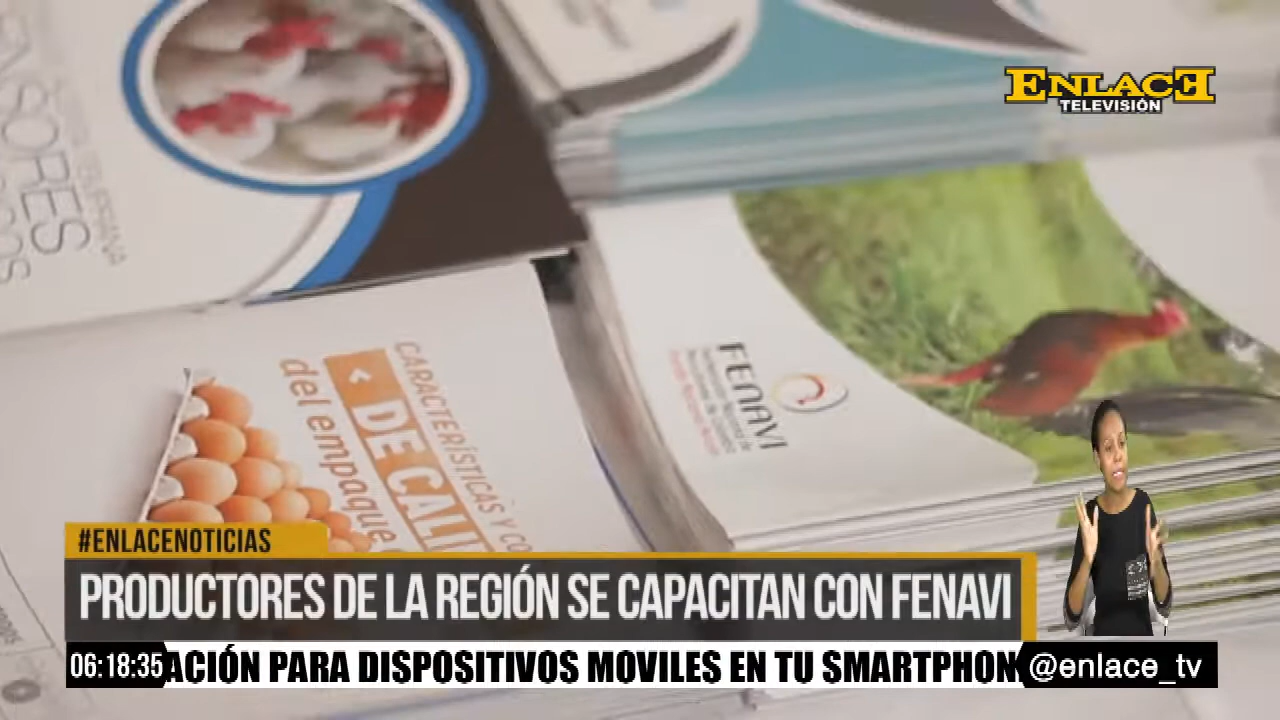 ENLACE
TELEVISIÓN
FENAVI
CARACTERÍSTICAS Y CO
DE CALI
del empaque
#ENLACENOTICIAS
PRODUCTORES DE LA REGIÓN SE CAPACITAN CON FENAVI
06:18:35
ACIÓN PARA DISPOSITIVOS MOVILES EN TU SMARTPHON
@enlace_tv